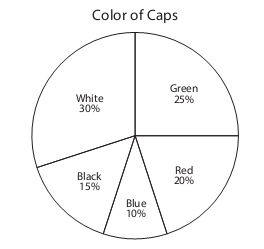 Color of Caps
Green
25%
White
30%
Red
20%
Black
15%
Blue
10%